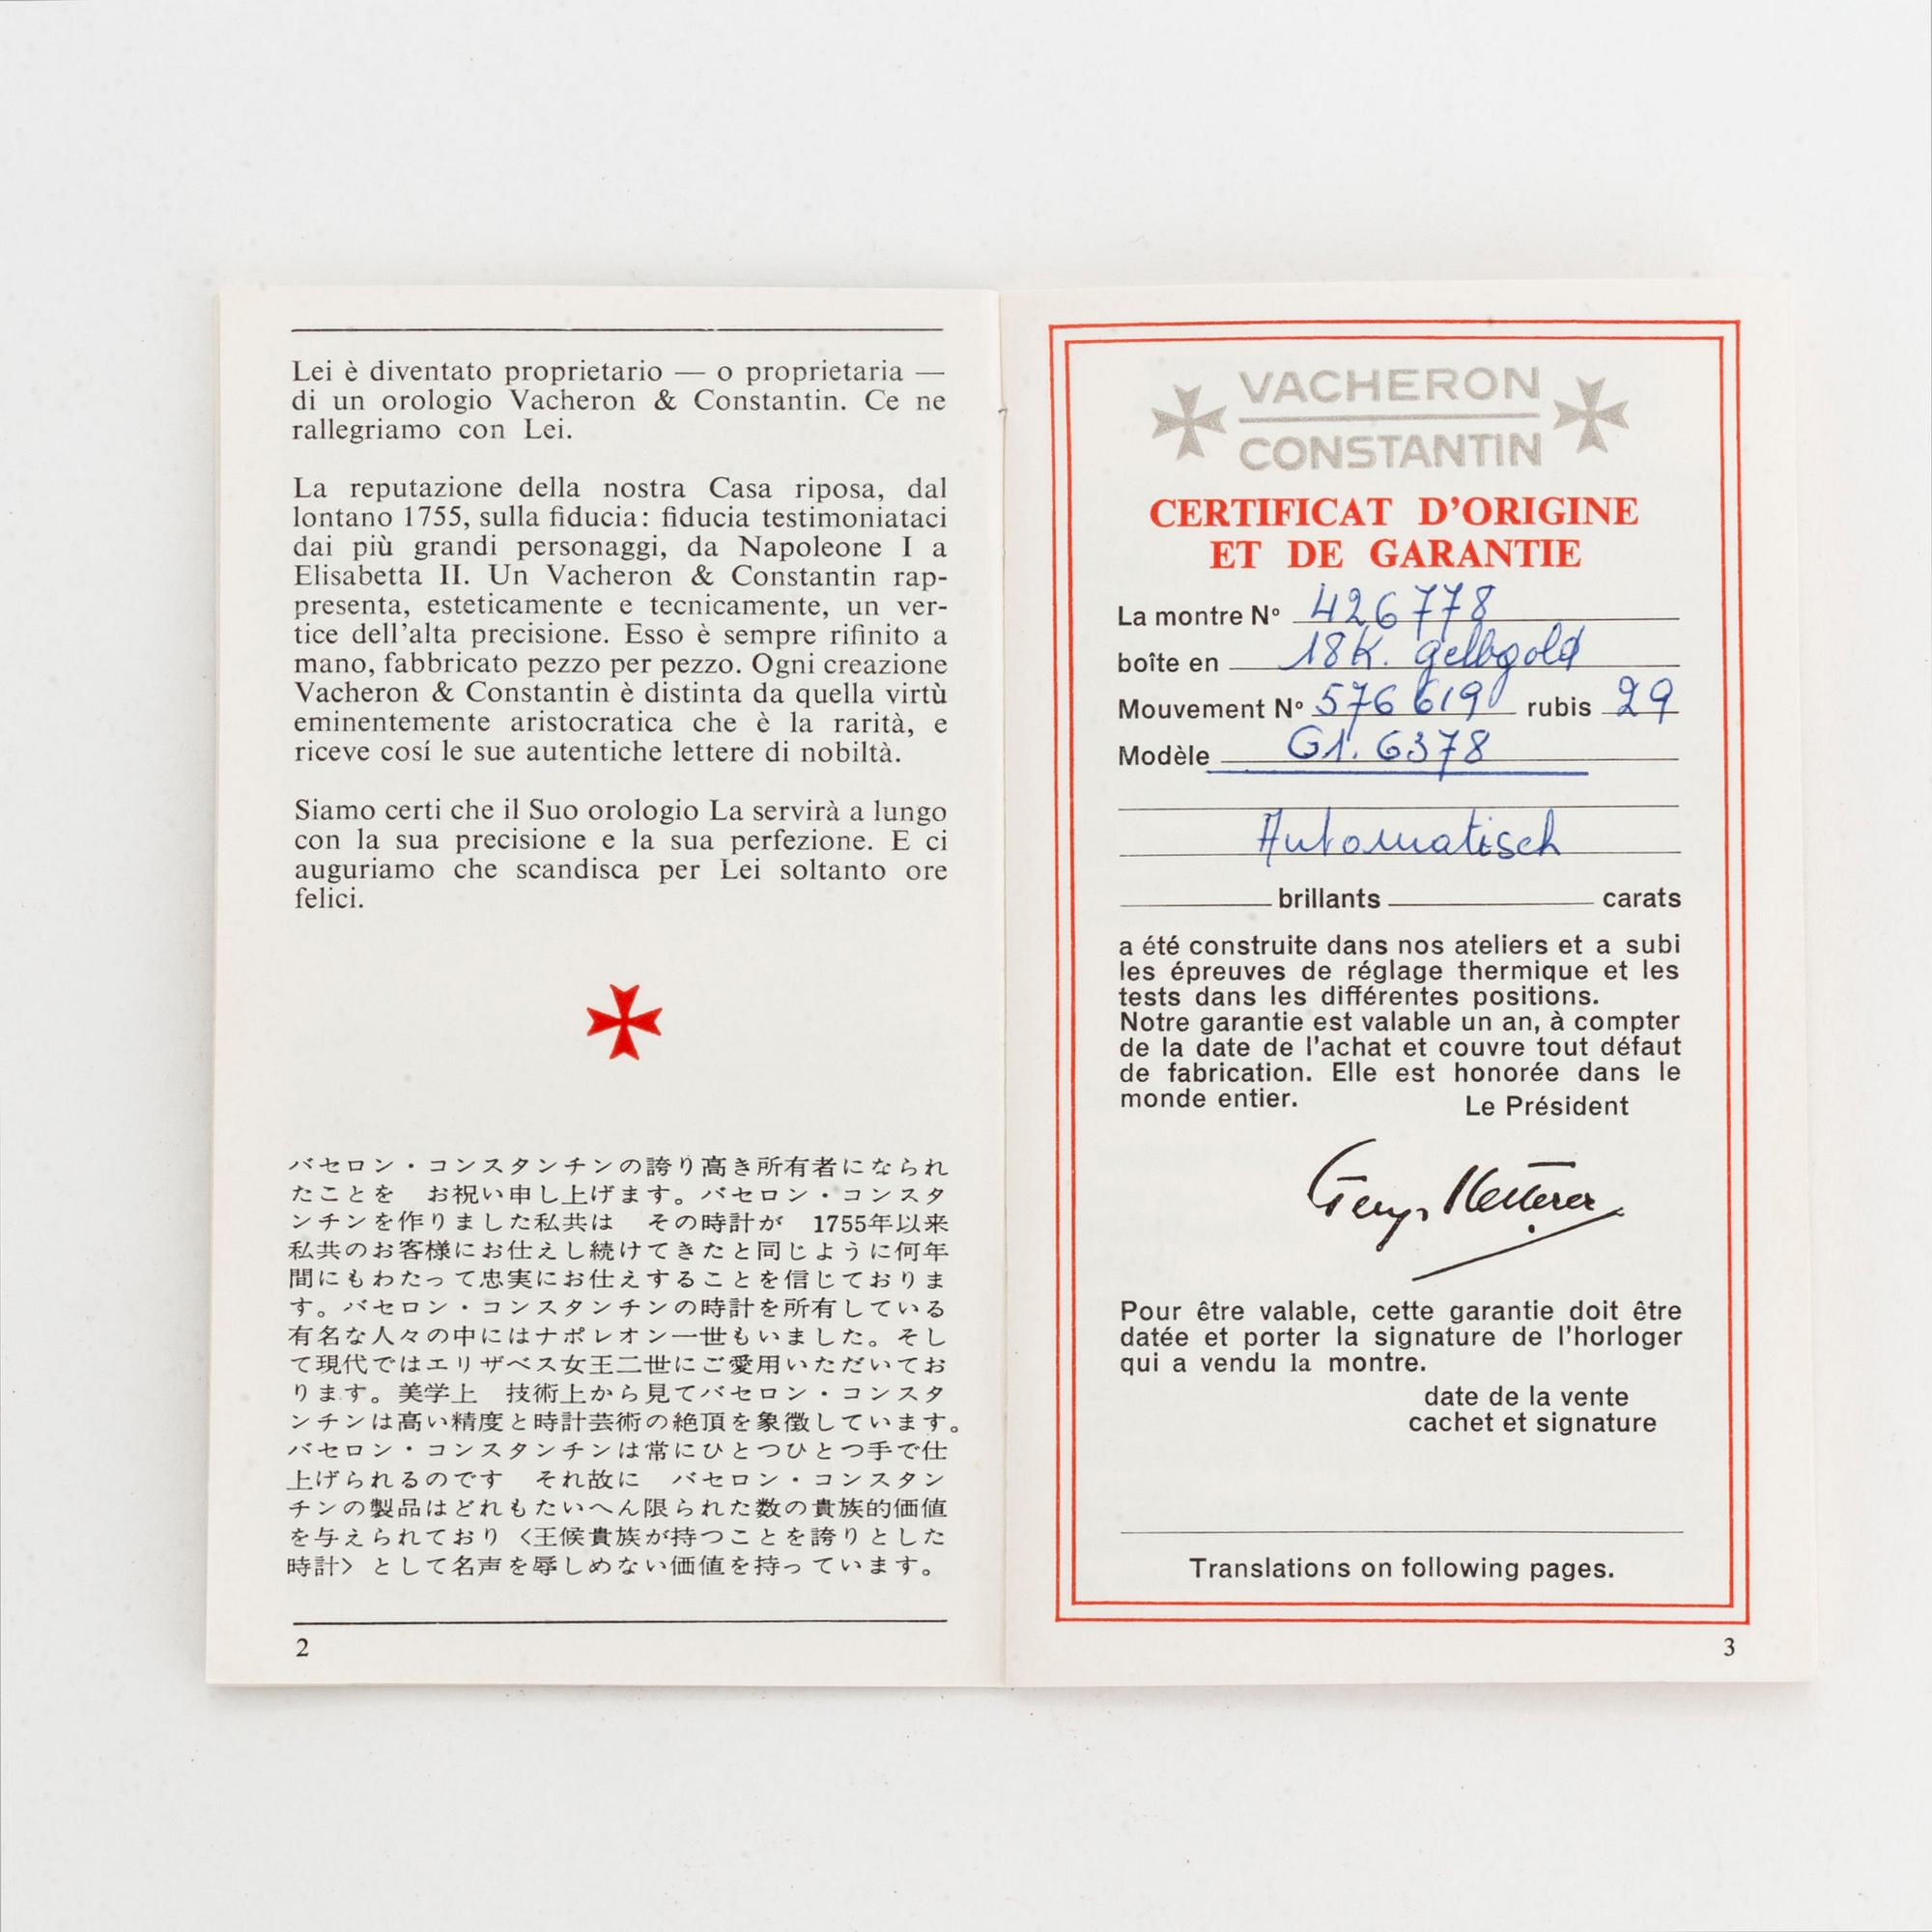 Lei è diventato proprietario — o proprietaria —
di un orologio Vacheron & Constantin. Ce ne
rallegriamo con Lei.
La reputazione della nostra Casa riposa, dal
lontano 1755, sulla fiducia: fiducia testimoniataci
dai più grandi personaggi, da Napoleone I a
Elisabetta II. Un Vacheron & Constantin rap-
presenta, esteticamente e tecnicamente, un ver-
tice dell'alta precisione. Esso è sempre rifinito a
mano, fabbricato pezzo per pezzo. Ogni creazione
Vacheron & Constantin è distinta da quella virtù
eminentemente aristocratica che è la rarità, e
riceve cosí le sue autentiche lettere di nobiltà.
Siamo certi che il Suo orologio La servirà a lungo
con la sua precisione e la sua perfezione. E ci
auguriamo che scandisca per Lei soltanto ore
felici.
バセロン・コンスタンチンの誇り高き所有者になられ
たことを　お祝い申し上げます。バセロン・コンスタ
ンチンを作りました私共は　その時計が　1755年以来
私共のお客様にお仕えし続けてきたと同じように何年
間にもわたって忠実にお仕えすることを信じておりま
す。バセロン・コンスタンチンの時計を所有している
有名な人々の中にはナポレオン一世もいました。そし
て現代ではエリザベス女王二世にご愛用いただいてお
ります。美学上　技術上から見てバセロン・コンスタ
ンチンは高い精度と時計芸術の絶頂を象徴しています。
バセロン・コンスタンチンは常にひとつひとつ手で仕
上げられるのです　それ故に　バセロン・コンスタン
チンの製品はどれもたいへん限られた数の貴族的価値
を与えられており〈王候貴族が持つことを誇りとした
時計〉として名声を辱しめない価値を持っています。
2
VACHERON
CONSTANTIN
CERTIFICAT D'ORIGINE
ET DE GARANTIE
La montre Nº 426778
boîte en 18K. gelbgold
Mouvement Nº 576619 rubis 29
Modèle G1. 6378
Automatisch
brillants carats
a été construite dans nos ateliers et a subi
les épreuves de réglage thermique et les
tests dans les différentes positions.
Notre garantie est valable un an, à compter
de la date de l'achat et couvre tout défaut
de fabrication. Elle est honorée dans le
monde entier.
Le Président
Georges Ketterer
Pour être valable, cette garantie doit être
datée et porter la signature de l'horloger
qui a vendu la montre.
date de la vente
cachet et signature
Translations on following pages.
3